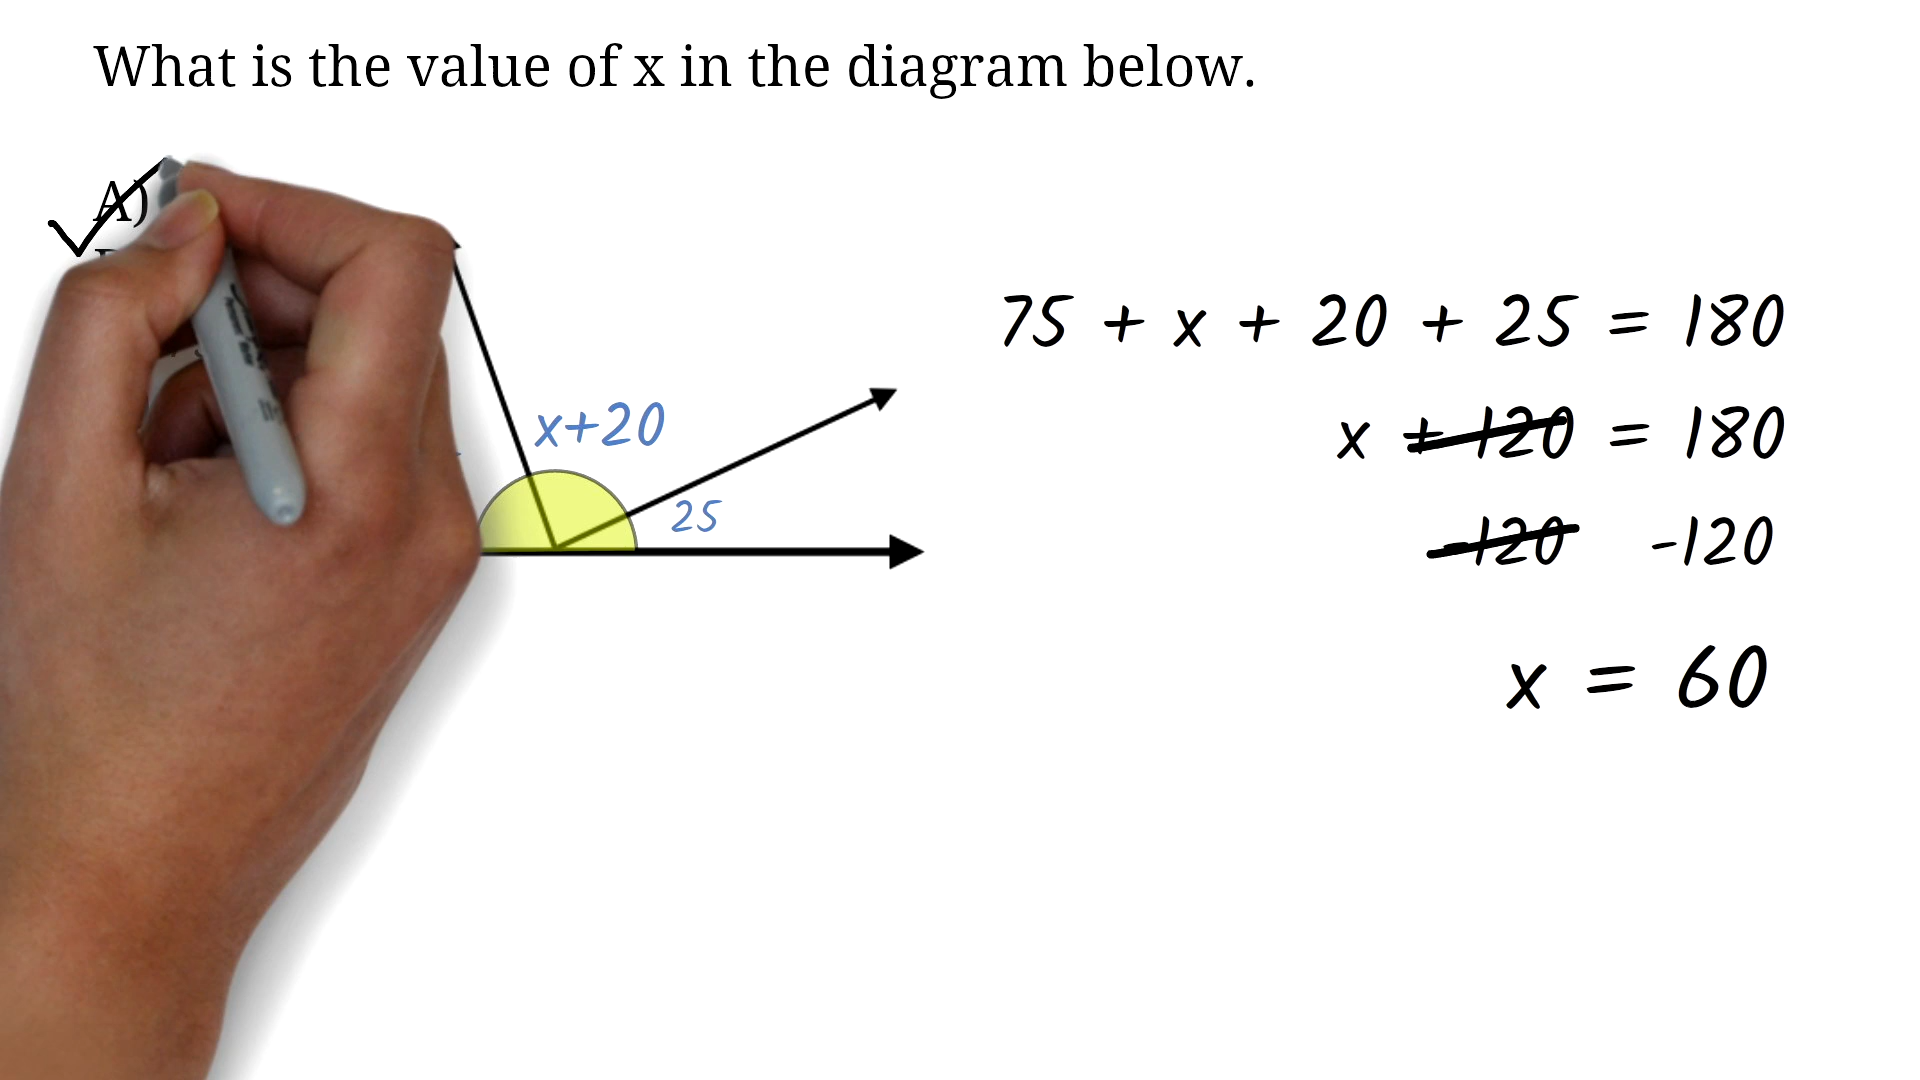 What is the value of x in the diagram below.
A)
x+20
25
75 + x + 20 + 25 = 180
x + 120 = 180
-120 -120
x = 60